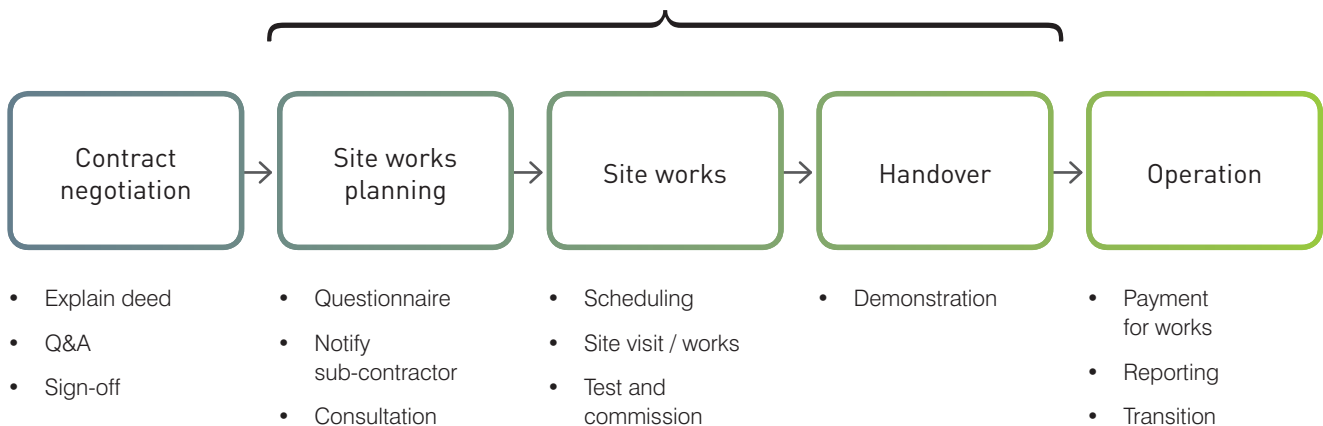 Contract
negotiation
Site works
planning
Site works
Handover
Operation
• Explain deed
• Q&A
• Sign-off
• Questionnaire
• Notify
sub-contractor
• Consultation
• Scheduling
• Site visit / works
• Test and
commission
• Demonstration
• Payment
for works
• Reporting
• Transition